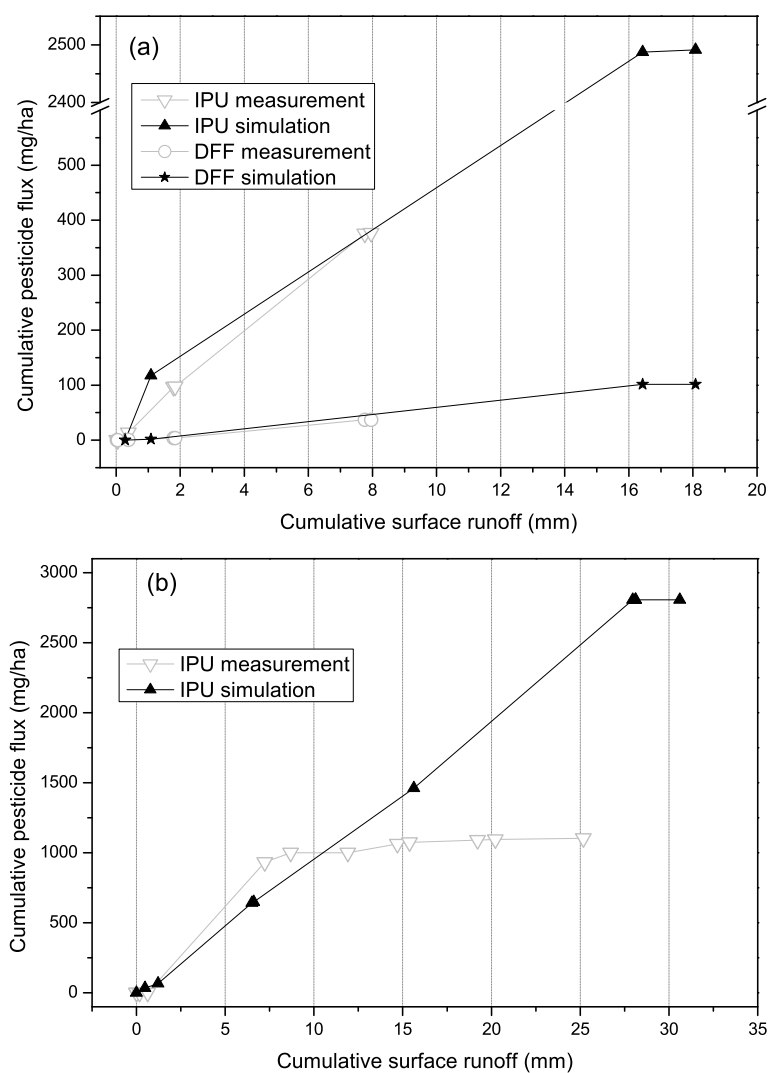 (a)
2500
2400
500
400
300
200
100
0
IPU measurement
IPU simulation
DFF measurement
DFF simulation
Cumulative pesticide flux (mg/ha)
0 2 4 6 8 10 12 14 16 18 20
Cumulative surface runoff (mm)
(b)
3000
2500
2000
1500
1000
500
0
IPU measurement
IPU simulation
Cumulative pesticide flux (mg/ha)
0 5 10 15 20 25 30 35
Cumulative surface runoff (mm)